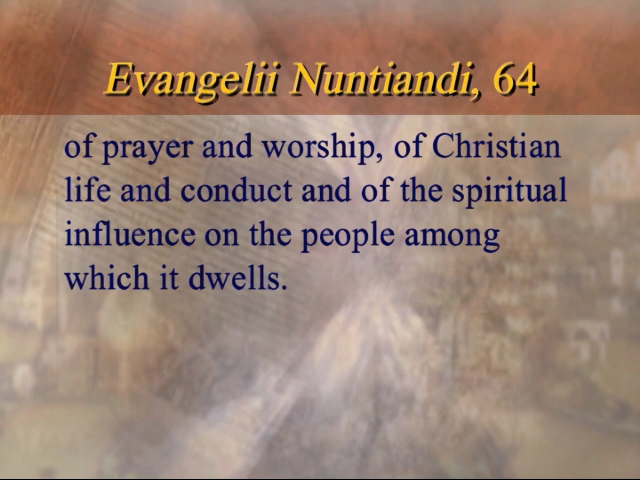 Evangelii Nuntiandi, 64
of prayer and worship, of Christian
life and conduct and of the spiritual
influence on the people among
which it dwells.